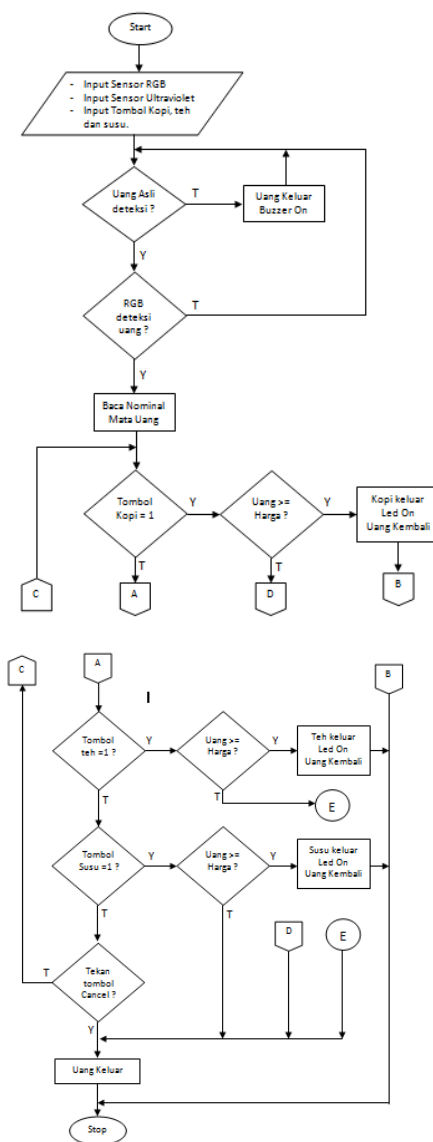 Start
- Input Sensor RGB
- Input Sensor Ultraviolet
- Input Tombol Kopi, teh
dan susu.
Uang Asli
deteksi ?
T
Uang Keluar
Buzzer On
Y
RGB
deteksi
uang ?
T
Y
Baca Nominal
Mata Uang
Tombol
Kopi = 1
Y
Uang >=
Harga ?
Y
Kopi keluar
Led On
Uang Kembali
T
T
C
A
D
B
C
A
B
I
Tombol
teh =1 ?
Y
Uang >=
Harga ?
Y
Teh keluar
Led On
Uang Kembali
T
T
E
Tombol
Susu =1 ?
Y
Uang >=
Harga ?
Y
Susu keluar
Led On
Uang Kembali
T
T
D
E
T
Tekan
tombol
Cancel ?
Y
Uang Keluar
Stop